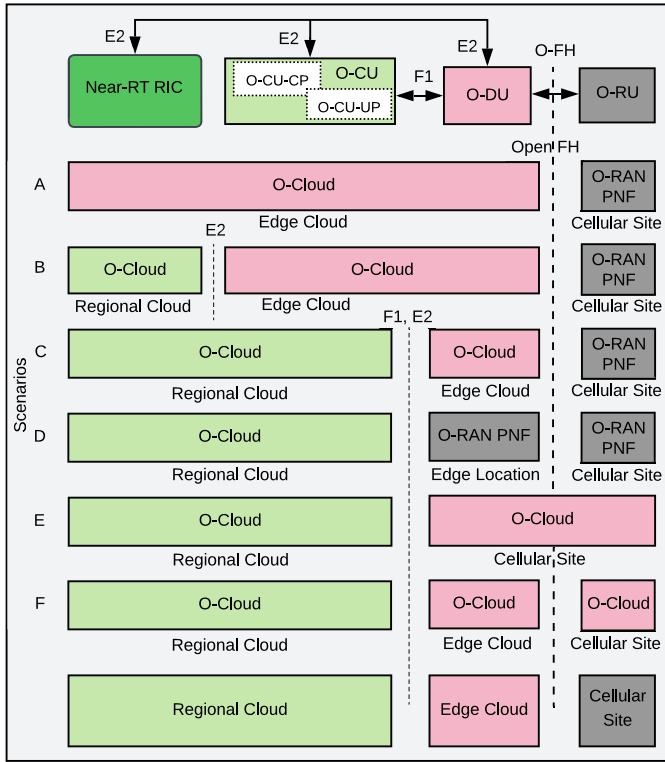 E2
E2
E2
O-FH
Near-RT RIC
O-CU-CP
O-CU
O-CU-UP
F1
O-DU
O-RU
Open FH
Scenarios
A
O-Cloud
Edge Cloud
O-RAN
PNF
Cellular Site
E2
B
O-Cloud
Regional Cloud
O-Cloud
Edge Cloud
O-RAN
PNF
Cellular Site
F1, E2
C
O-Cloud
Regional Cloud
O-Cloud
Edge Cloud
O-RAN
PNF
Cellular Site
D
O-Cloud
Regional Cloud
O-RAN PNF
Edge Location
O-RAN
PNF
Cellular Site
E
O-Cloud
Regional Cloud
O-Cloud
Cellular Site
F
O-Cloud
Regional Cloud
O-Cloud
Edge Cloud
O-Cloud
Cellular Site
Regional Cloud
Edge Cloud
Cellular
Site